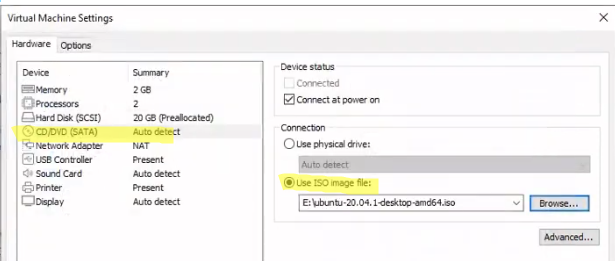 Virtual Machine Settings
Hardware Options
Device Summary
Memory 2 GB
Processors 2
Hard Disk (SCSI) 20 GB (Preallocated)
CD/DVD (SATA) Auto detect
Network Adapter NAT
USB Controller Present
Sound Card Auto detect
Printer Present
Display Auto detect
Device status
Connected
Connect at power on
Connection
Use physical drive:
Auto detect
Use ISO image file:
E:\ubuntu-20.04.1-desktop-amd64.iso Browse...
Advanced...